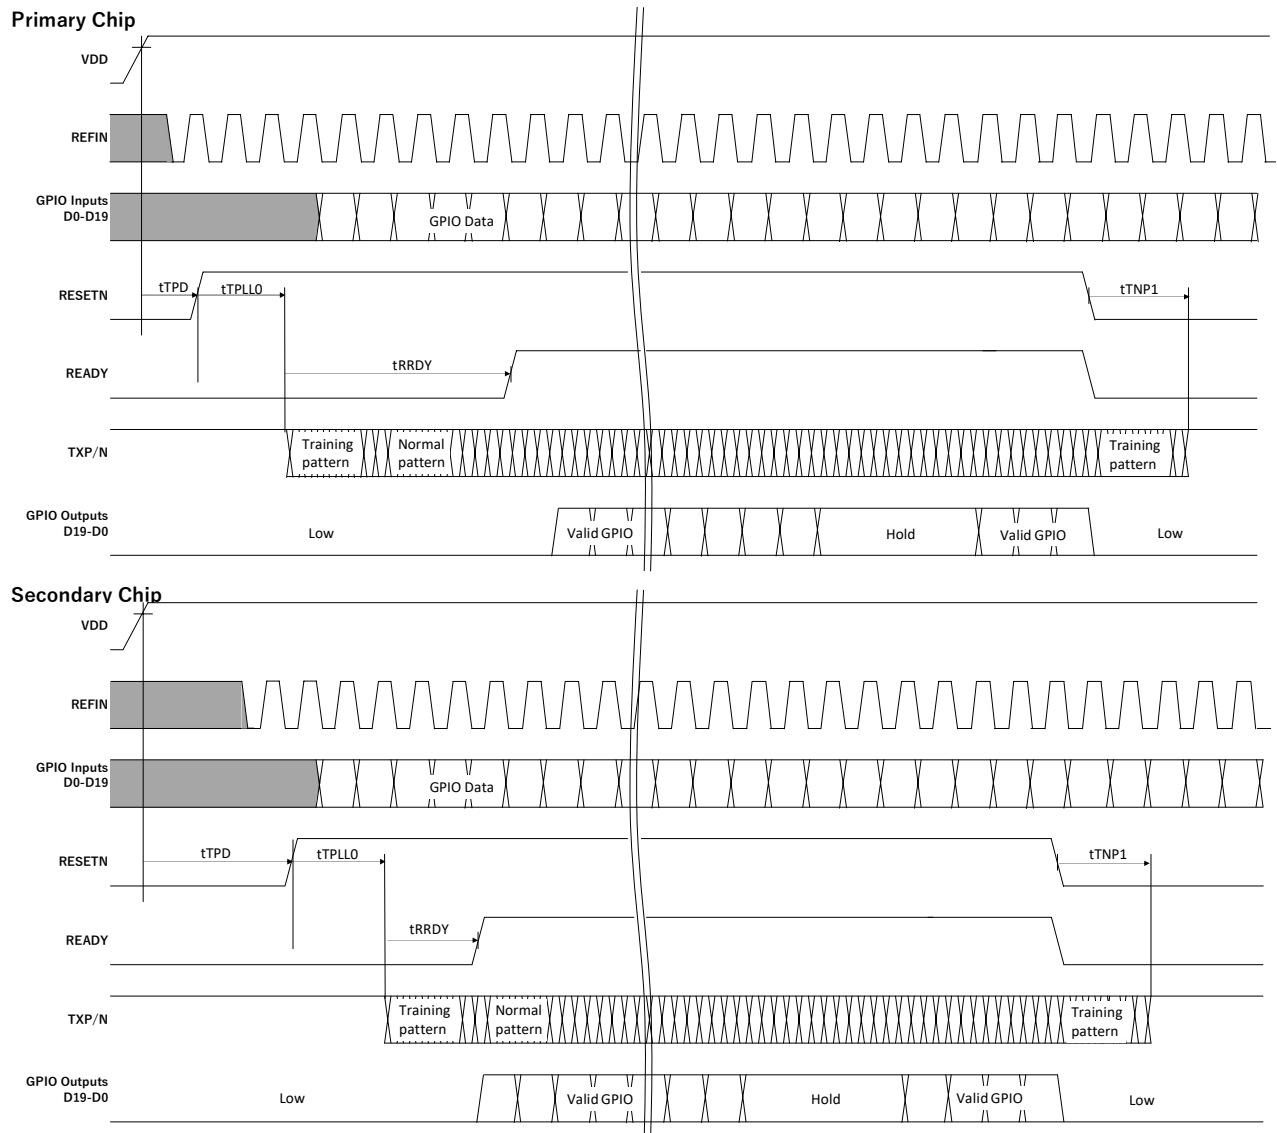 Primary Chip
VDD
REFIN
GPIO Inputs
D0-D19
GPIO Data
RESETN
tTPD
tTPLL0
tTNP1
READY
tRRDY
TXP/N
Training
pattern
Normal
pattern
Training
pattern
GPIO Outputs
D19-D0
Low
Valid GPIO
Hold
Valid GPIO
Low
Secondary Chip
VDD
REFIN
GPIO Inputs
D0-D19
GPIO Data
RESETN
tTPD
tTPLL0
tTNP1
READY
tRRDY
TXP/N
Training
pattern
Normal
pattern
Training
pattern
GPIO Outputs
D19-D0
Low
Valid GPIO
Hold
Valid GPIO
Low